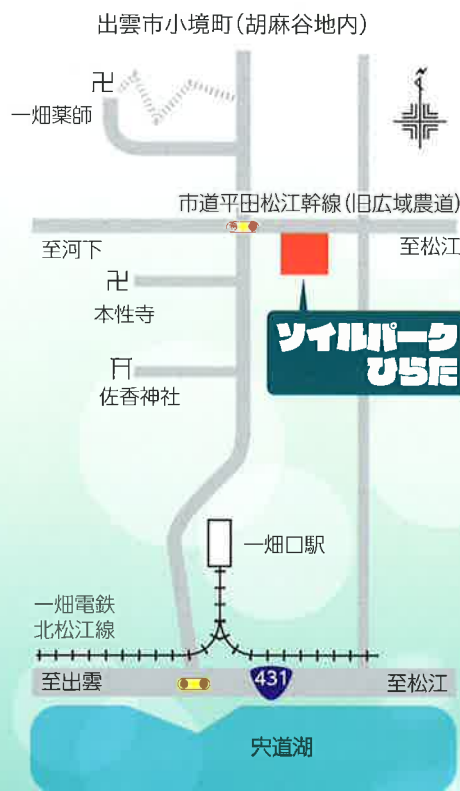 出雲市小境町(胡麻谷地内)
一畑薬師
市道平田松江幹線(旧広域農道)
至河下
至松江
本性寺
ソイルパーク
ひらた
佐香神社
一畑口駅
一畑電鉄
北松江線
至出雲
431
至松江
宍道湖